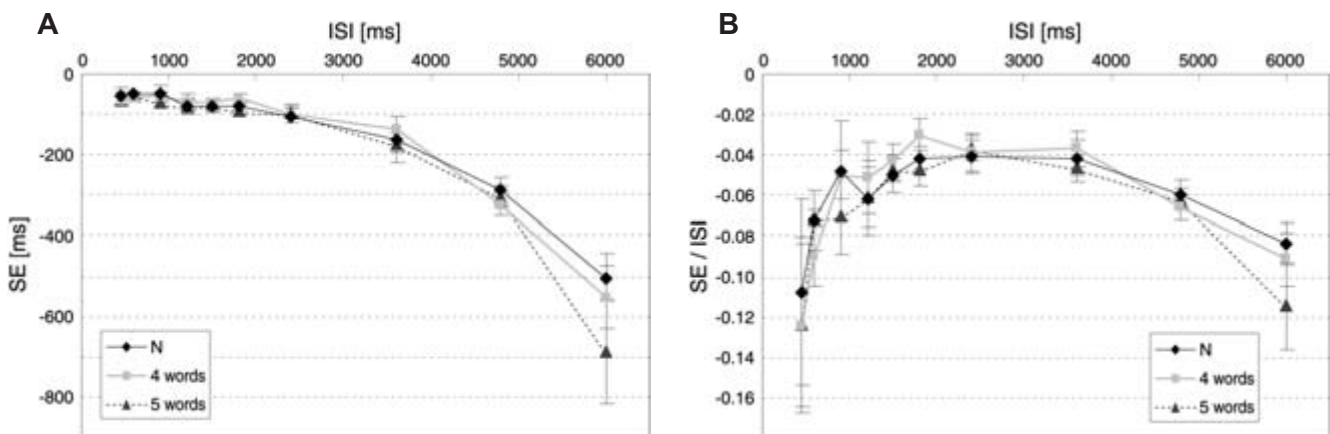 A
ISI [ms]
0 1000 2000 3000 4000 5000 6000
0
-200
-400
-600
-800
SE [ms]
N
4 words
5 words
B
ISI [ms]
0 1000 2000 3000 4000 5000 6000
-0.02
-0.04
-0.06
-0.08
-0.10
-0.12
-0.14
-0.16
SE / ISI
N
4 words
5 words